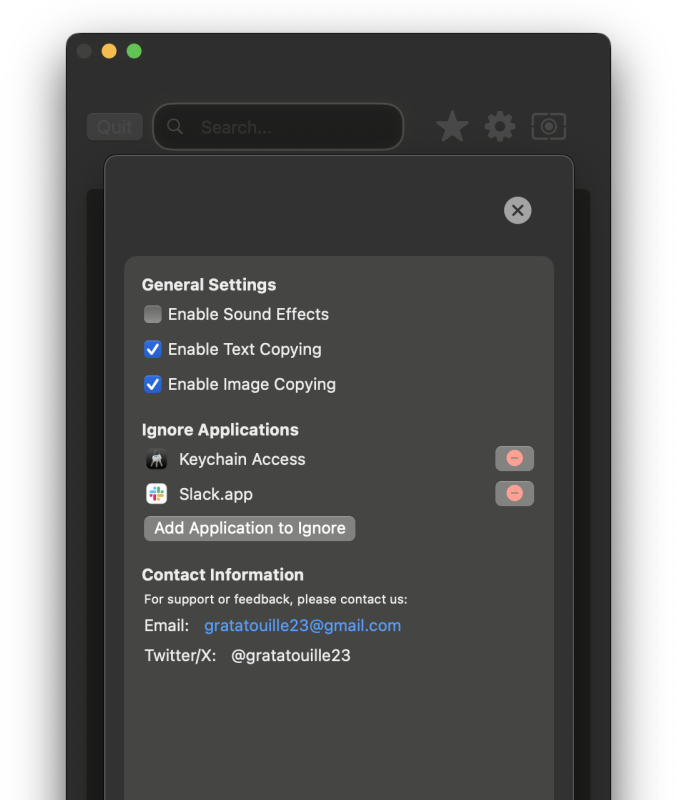 Quit
Search...
General Settings
Enable Sound Effects
Enable Text Copying
Enable Image Copying
Ignore Applications
Keychain Access
Slack.app
Add Application to Ignore
Contact Information
For support or feedback, please contact us:
Email: gratatouille23@gmail.com
Twitter/X: @gratatouille23